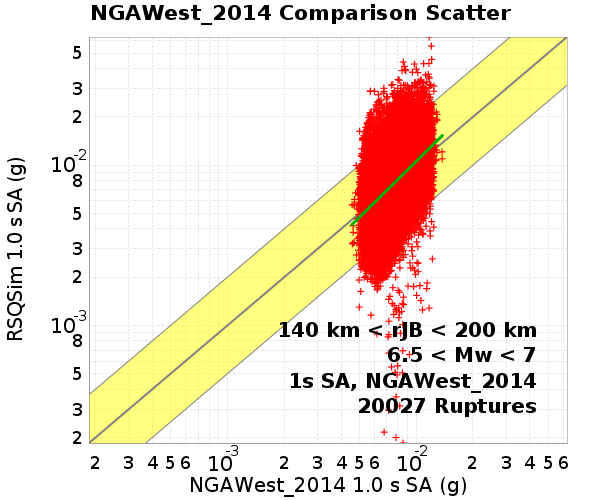 NGAWest_2014 Comparison Scatter
5
3
2
10-2
8
5
3
2
10-3
8
5
3
2
RSQSim 1.0 s SA (g)
140 km < rJB < 200 km
6.5 < Mw < 7
1s SA, NGAWest_2014
20027 Ruptures
2 3 4 5 6 10-3 2 3 4 5 6 10-2 2 3 4 5 6
NGAWest_2014 1.0 s SA (g)